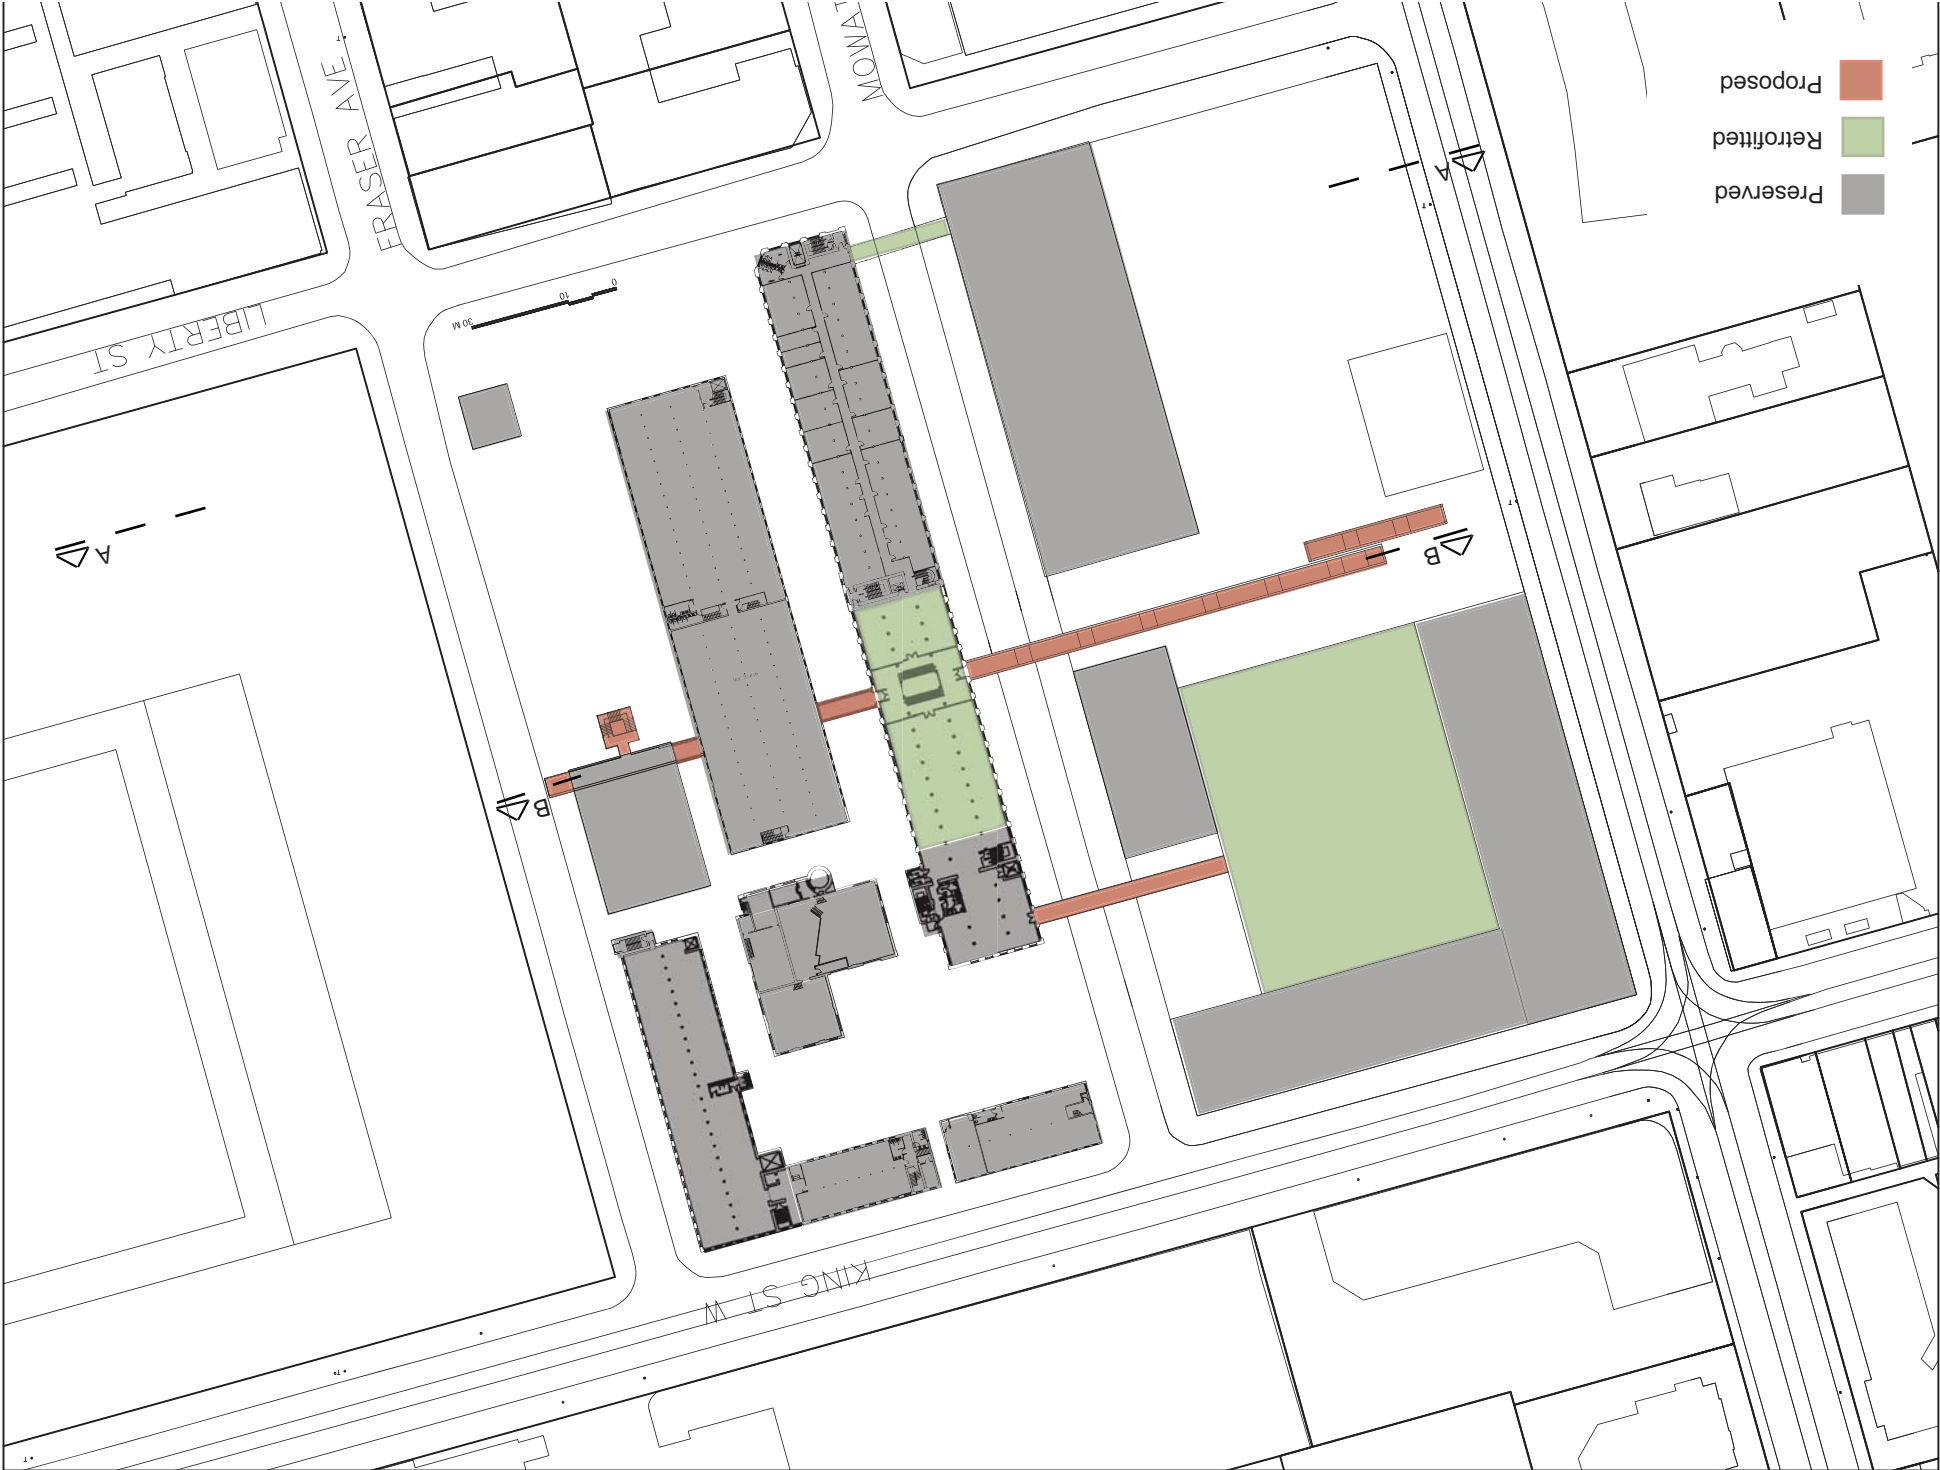 KING ST W
B
B
A
A
30 M
10
0
LIBERTY ST
FRASER AVE
Preserved
Retrofitted
Proposed